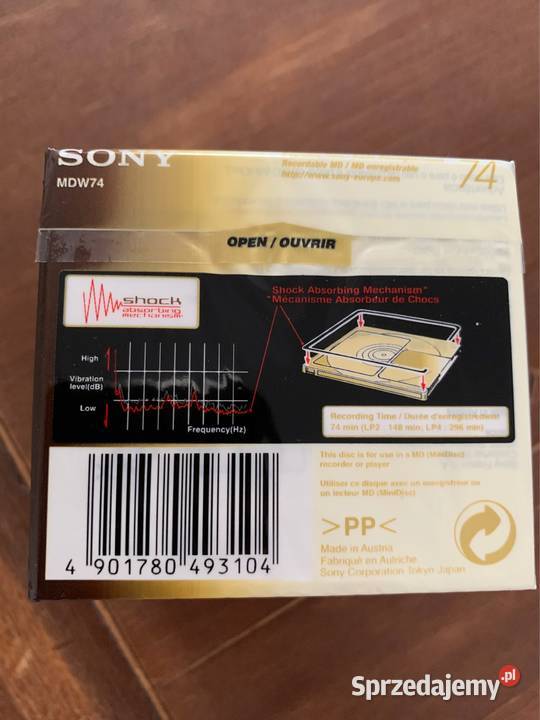 SONY
MDW74
Recordable MD / MD enregistrable
http://www.sony-europe.com
74
OPEN / OUVRIR
shock
absorbing
mechanism
Shock Absorbing Mechanism"
"Mécanisme Absorbeur de Chocs
High
Vibration
level(dB)
Low
Frequency(Hz)
Recording Time / Durée d'enregistrement
74 min (LP2 : 148 min, LP4 : 296 min)
This disc is for use in a MD (MiniDisc)
recorder or player
Utiliser ce disque avec un enregistreur ou
un lecteur MD (MiniDisc)
>PP<
Made in Austria
Fabriqué en Autriche
Sony Corporation Tokyo Japan
4 901780 493104
Sprzedajemy.pl